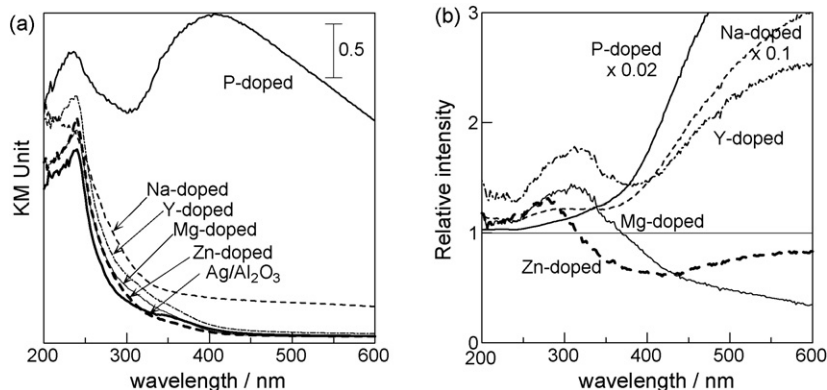 (a)
0.5
P-doped
KM Unit
Na-doped
Y-doped
Mg-doped
Zn-doped
Ag/Al₂O₃
200 300 400 500 600
wavelength / nm
(b)
3
2
1
0
Relative intensity
P-doped
x 0.02
Na-doped
x 0.1
Y-doped
Mg-doped
Zn-doped
200 300 400 500 600
wavelength / nm